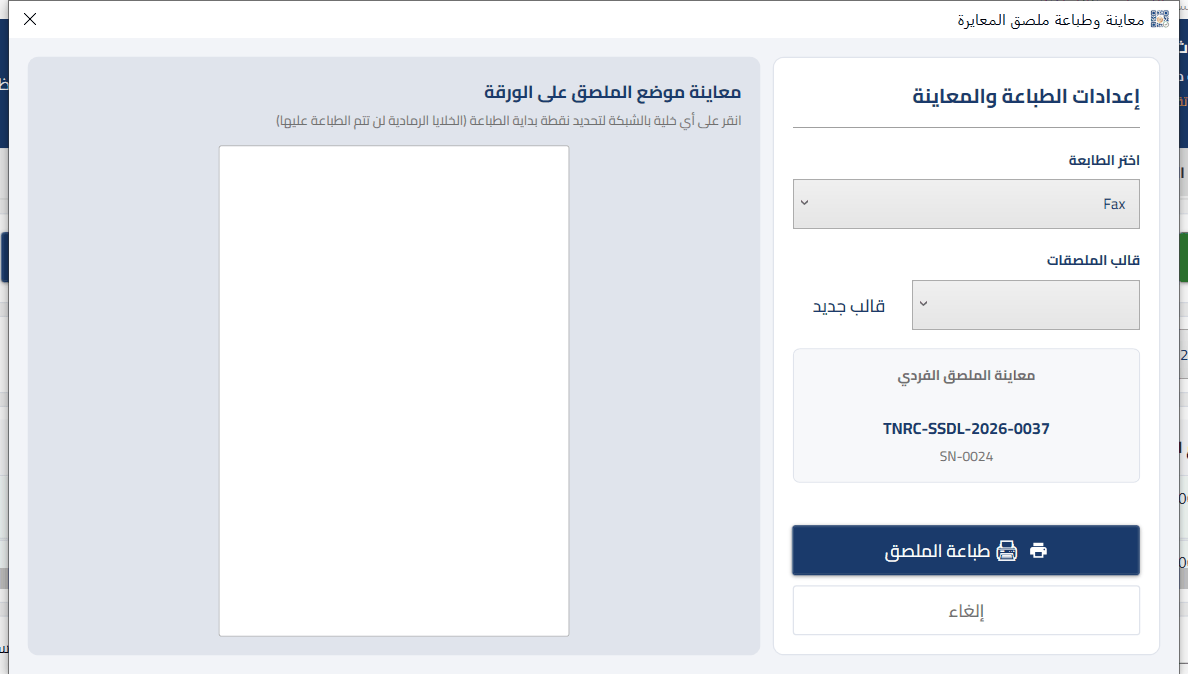 معاينة وطباعة ملصق المعايرة
إعدادات الطباعة والمعاينة
اختر الطابعة
Fax
قالب الملصقات
قالب جديد
معاينة الملصق الفردي
TNRC-SSDL-2026-0037
SN-0024
طباعة الملصق
إلغاء
معاينة موضع الملصق على الورقة
انقر على أي خلية بالشبكة لتحديد نقطة بداية الطباعة (الخلايا الرمادية لن تتم الطباعة عليها)